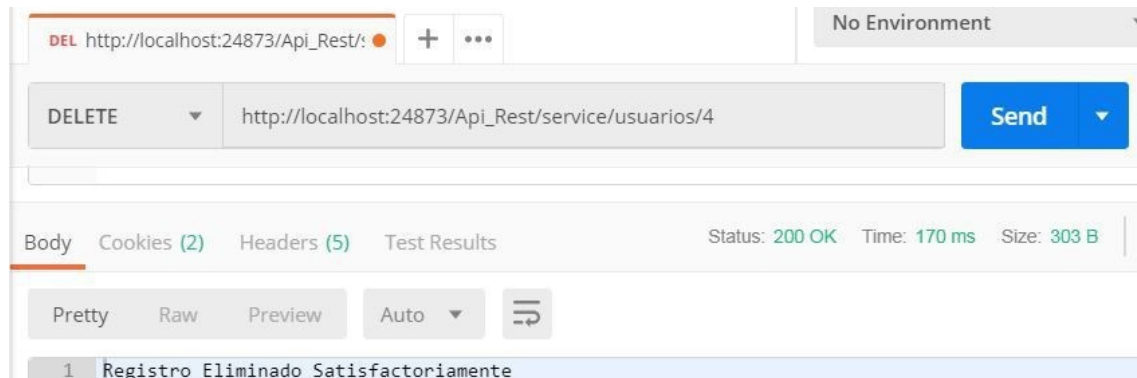 DEL http://localhost:24873/Api_Rest/s + •••
No Environment
DELETE http://localhost:24873/Api_Rest/service/usuarios/4 Send
Body Cookies (2) Headers (5) Test Results Status: 200 OK Time: 170 ms Size: 303 B
Pretty Raw Preview Auto
1 Registro Eliminado Satisfactoriamente